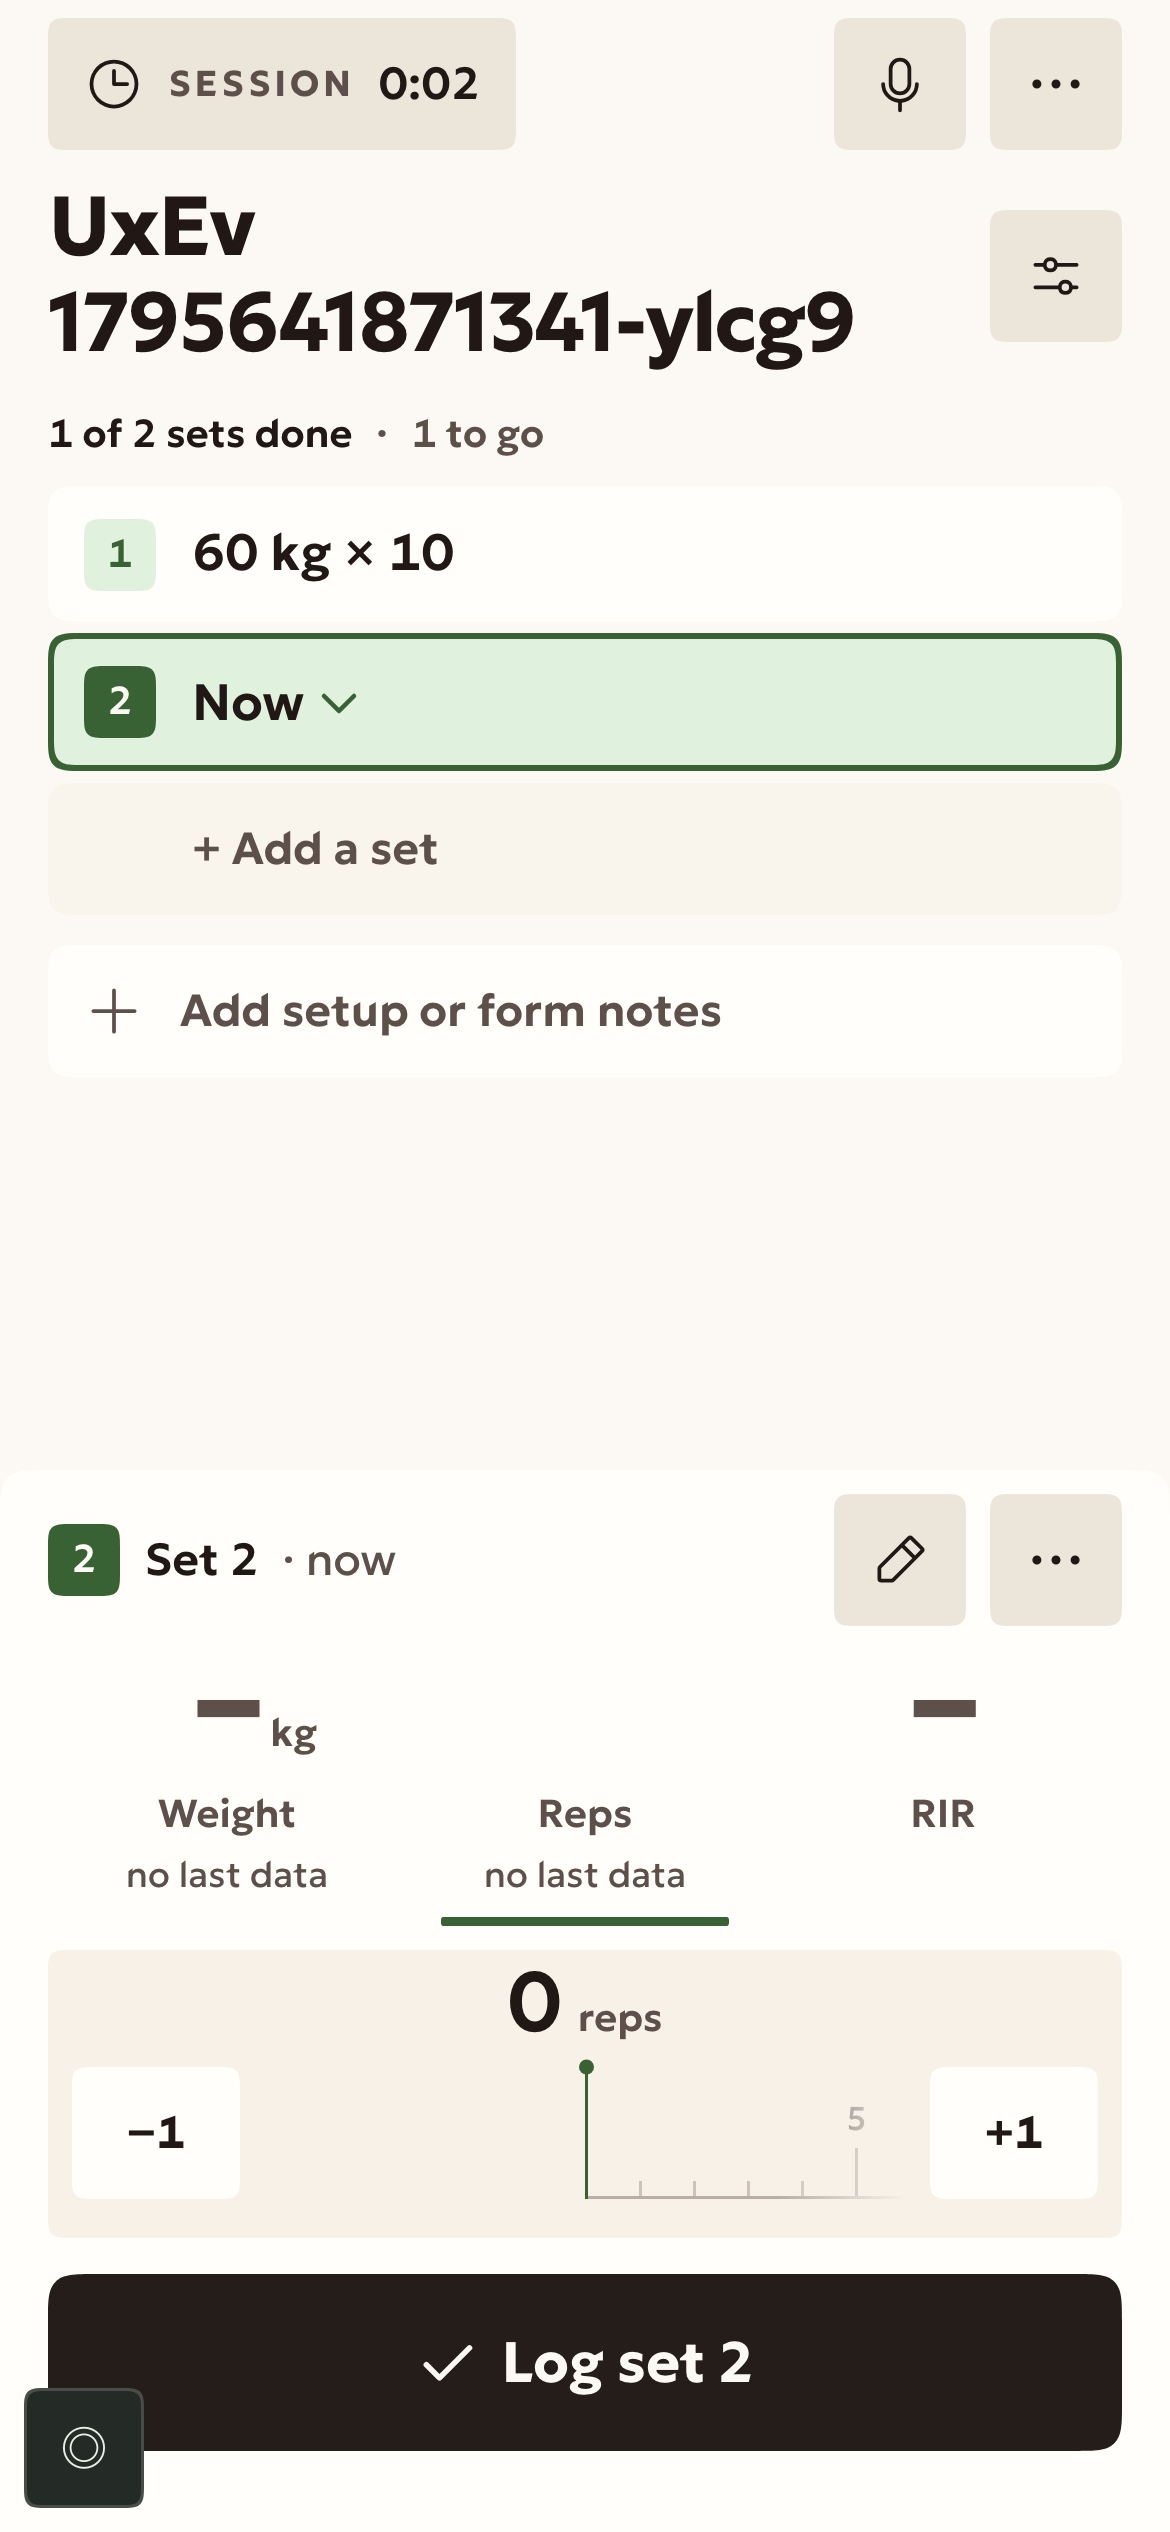 SESSION 0:02
UxEv
1795641871341-ylcg9
1 of 2 sets done · 1 to go
1 60 kg × 10
2 Now
+ Add a set
Add setup or form notes
2 Set 2 · now
– kg
–
Weight
Reps
RIR
no last data
no last data
0 reps
5
–1
+1
Log set 2